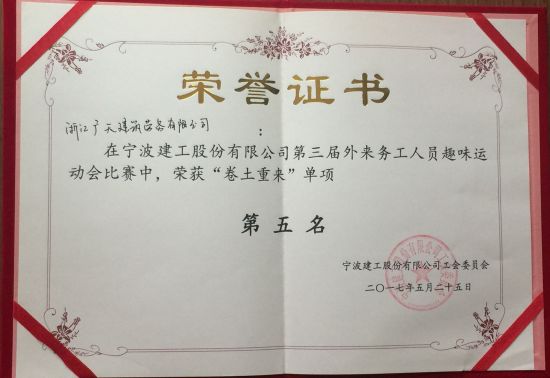 荣誉证书
浙江广天建筑劳务有限公司
:
在宁波建工股份有限公司第三届外来务工人员趣味运
动会比赛中，荣获“卷土重来”单项
第五名
宁波建工股份有限公司工会委员会
二〇一七年五月二十五日